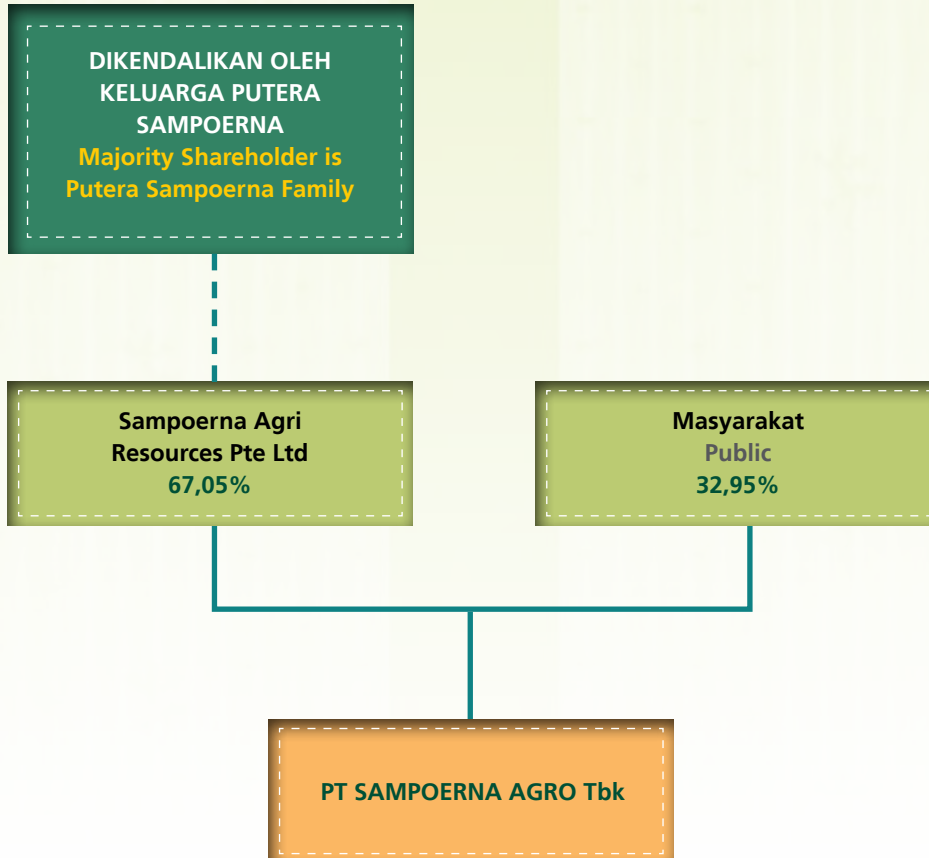 DIKENDALIKAN OLEH
KELUARGA PUTERA
SAMPOERNA
Majority Shareholder is
Putera Sampoerna Family
Sampoerna Agri
Resources Pte Ltd
67,05%
Masyarakat
Public
32,95%
PT SAMPOERNA AGRO Tbk